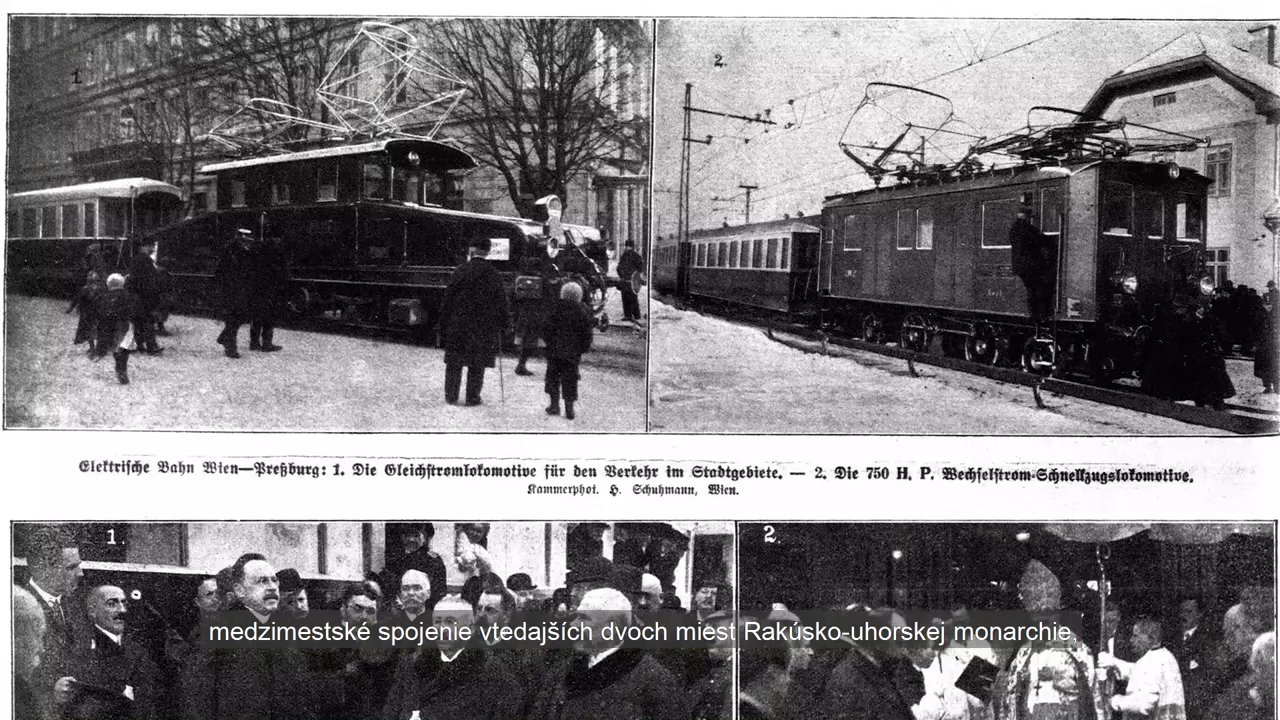 1.
2.
Elektrische Bahn Wien—Preßburg: 1. Die Gleichstromlokomotive für den Verkehr im Stadtgebiete. — 2. Die 750 H. P. Wechselstrom-Schnellzugslokomotive.
Kammerphot. H. Schuhmann, Wien.
1.
2.
medzimestské spojenie vtedajších dvoch miest Rakúsko-uhorskej monarchie,